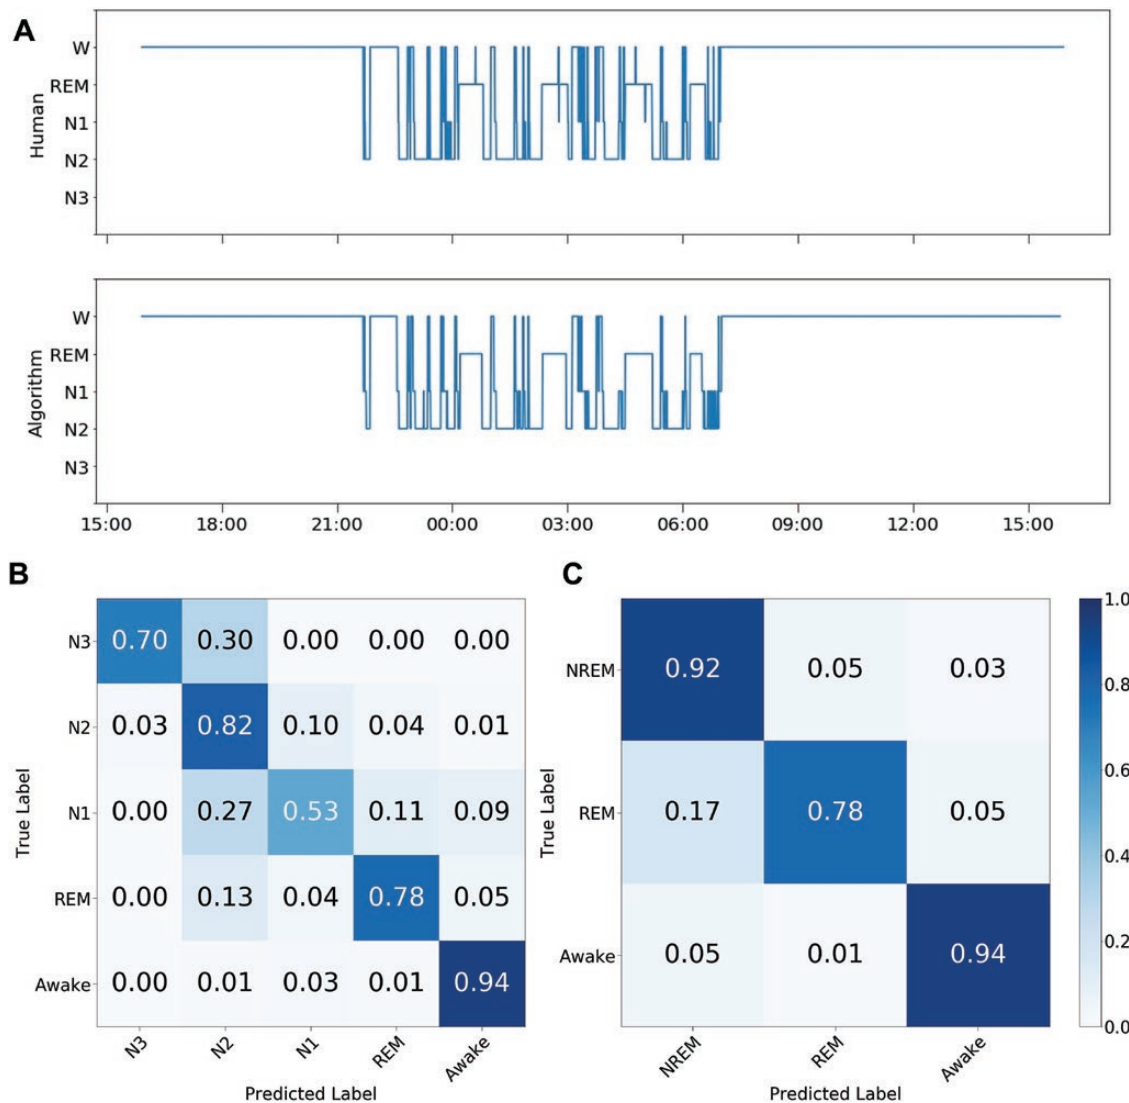 A
W
REM
N1
N2
N3
Human
W
REM
N1
N2
N3
Algorithm
15:00 18:00 21:00 00:00 03:00 06:00 09:00 12:00 15:00
B
N3 0.70 0.30 0.00 0.00 0.00
N2 0.03 0.82 0.10 0.04 0.01
N1 0.00 0.27 0.53 0.11 0.09
REM 0.00 0.13 0.04 0.78 0.05
Awake 0.00 0.01 0.03 0.01 0.94
True Label
N3 N2 N1 REM Awake
Predicted Label
C
NREM 0.92 0.05 0.03
REM 0.17 0.78 0.05
Awake 0.05 0.01 0.94
True Label
NREM REM Awake
Predicted Label
1.0
0.8
0.6
0.4
0.2
0.0